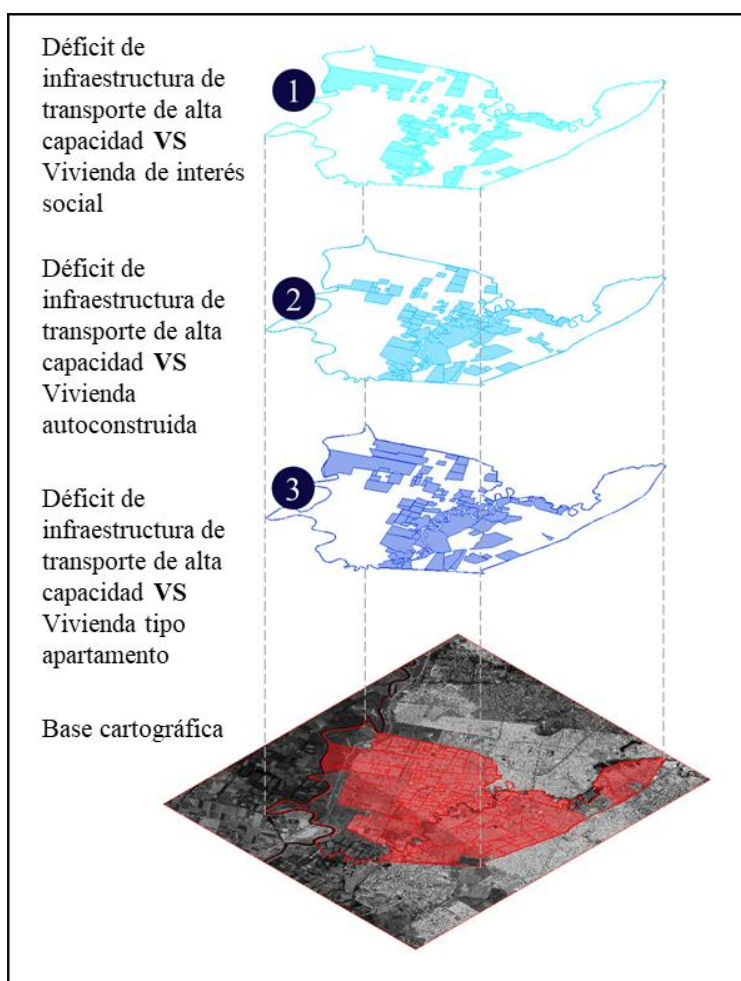 Déficit de
infraestructura de
transporte de alta
capacidad VS
Vivienda de interés
social
1
Déficit de
infraestructura de
transporte de alta
capacidad VS
Vivienda
autoconstruida
2
Déficit de
infraestructura de
transporte de alta
capacidad VS
Vivienda tipo
apartamento
3
Base cartográfica